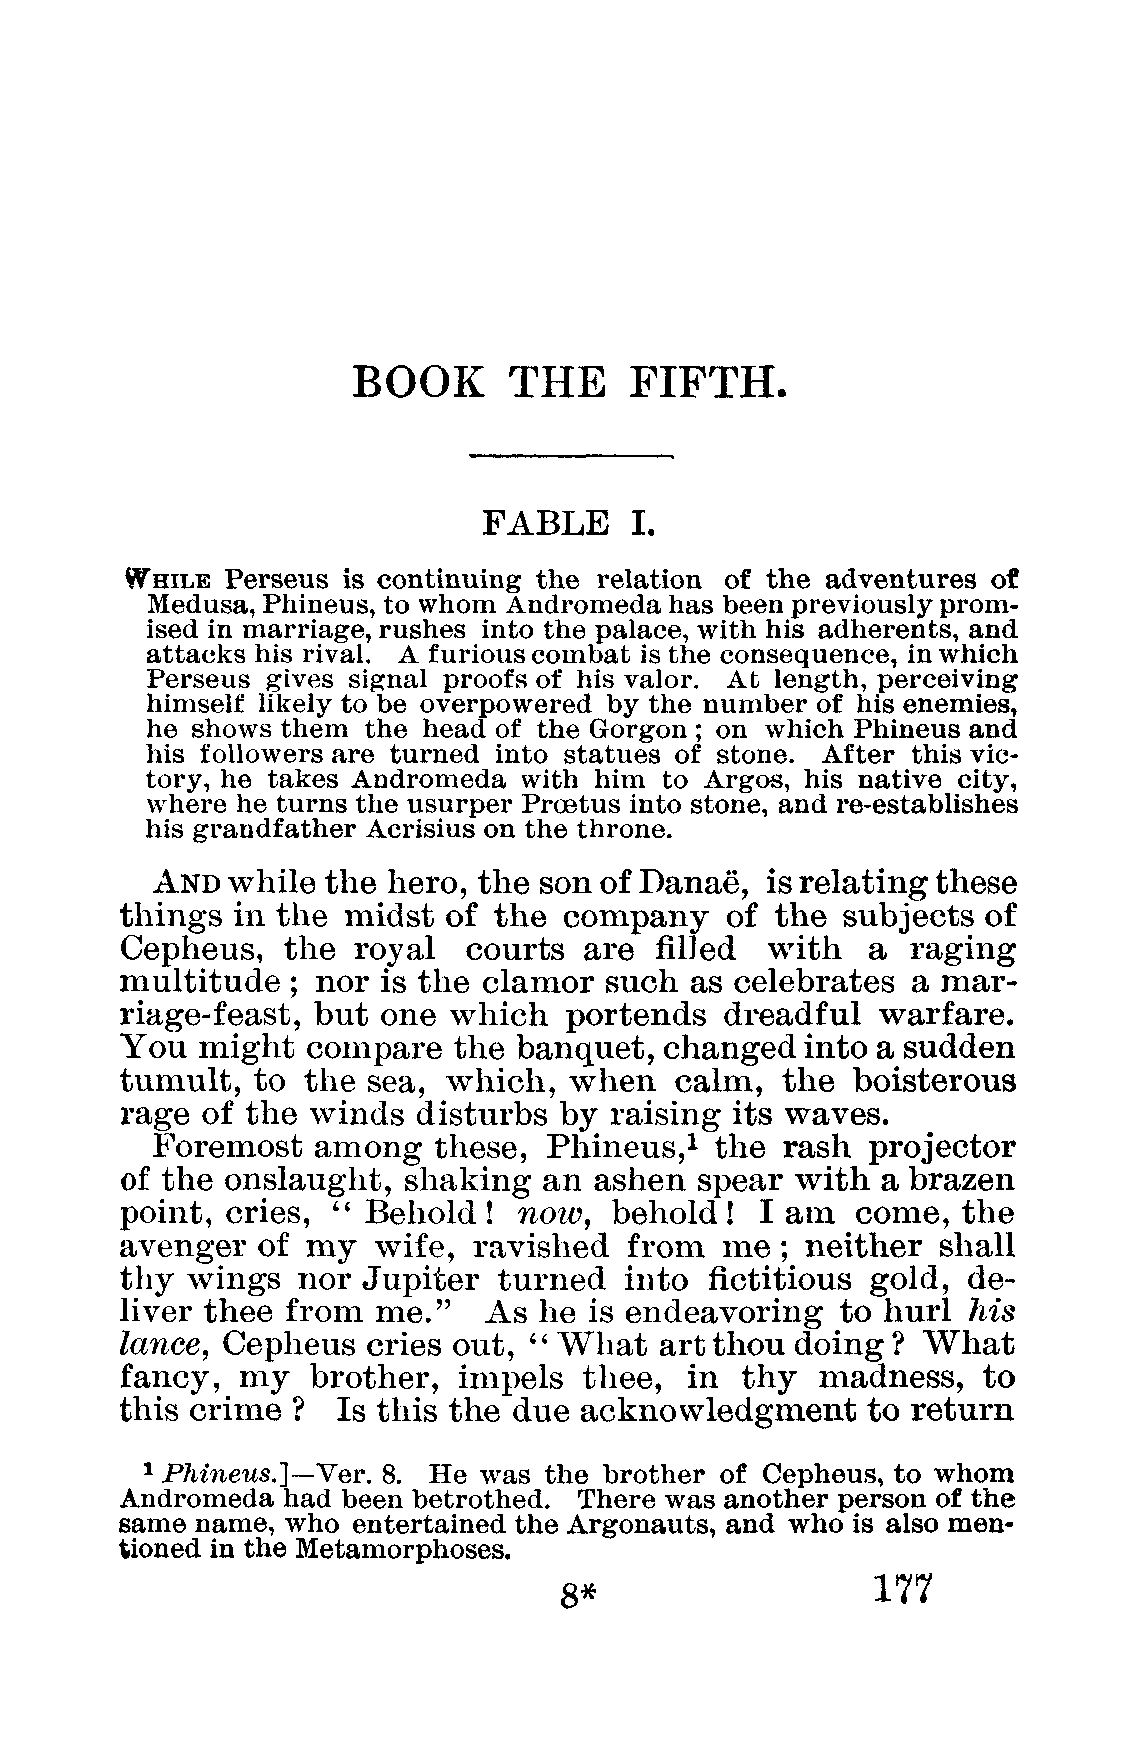 BOOK THE FIFTH.
FABLE I.
WHILE Perseus is continuing the relation of the adventures of
Medusa, Phineus, to whom Andromeda has been previously prom-
ised in marriage, rushes into the palace, with his adherents, and
attacks his rival. A furious combat is the consequence, in which
Perseus gives signal proofs of his valor. At length, perceiving
himself likely to be overpowered by the number of his enemies,
he shows them the head of the Gorgon ; on which Phineus and
his followers are turned into statues of stone. After this vic-
tory, he takes Andromeda with him to Argos, his native city,
where he turns the usurper Prœtus into stone, and re-establishes
his grandfather Acrisius on the throne.
AND while the hero, the son of Danaë, is relating these
things in the midst of the company of the subjects of
Cepheus, the royal courts are filled with a raging
multitude ; nor is the clamor such as celebrates a mar-
riage-feast, but one which portends dreadful warfare.
You might compare the banquet, changed into a sudden
tumult, to the sea, which, when calm, the boisterous
rage of the winds disturbs by raising its waves.
Foremost among these, Phineus,¹ the rash projector
of the onslaught, shaking an ashen spear with a brazen
point, cries, “ Behold ! now, behold ! I am come, the
avenger of my wife, ravished from me ; neither shall
thy wings nor Jupiter turned into fictitious gold, de-
liver thee from me.” As he is endeavoring to hurl his
lance, Cepheus cries out, “ What art thou doing ? What
fancy, my brother, impels thee, in thy madness, to
this crime ? Is this the due acknowledgment to return
¹ Phineus.]—Ver. 8. He was the brother of Cepheus, to whom
Andromeda had been betrothed. There was another person of the
same name, who entertained the Argonauts, and who is also men-
tioned in the Metamorphoses.
8* 177